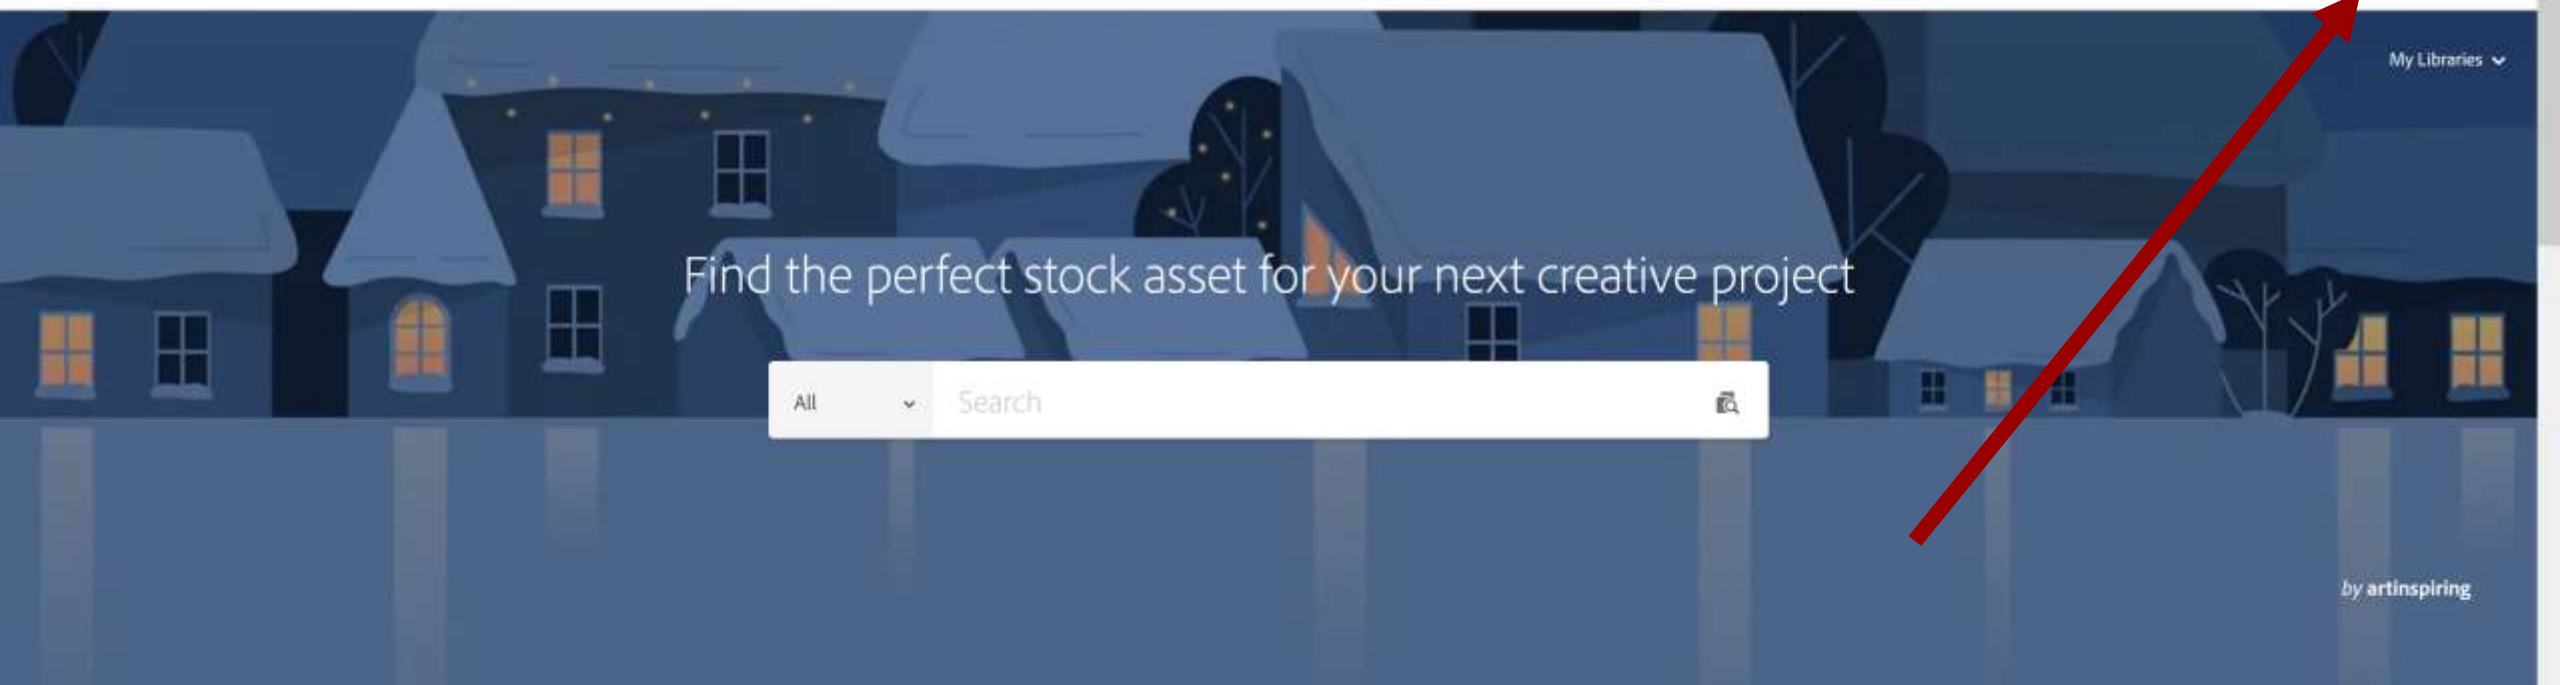 My Libraries
Find the perfect stock asset for your next creative project
All
Search
by artinspiring